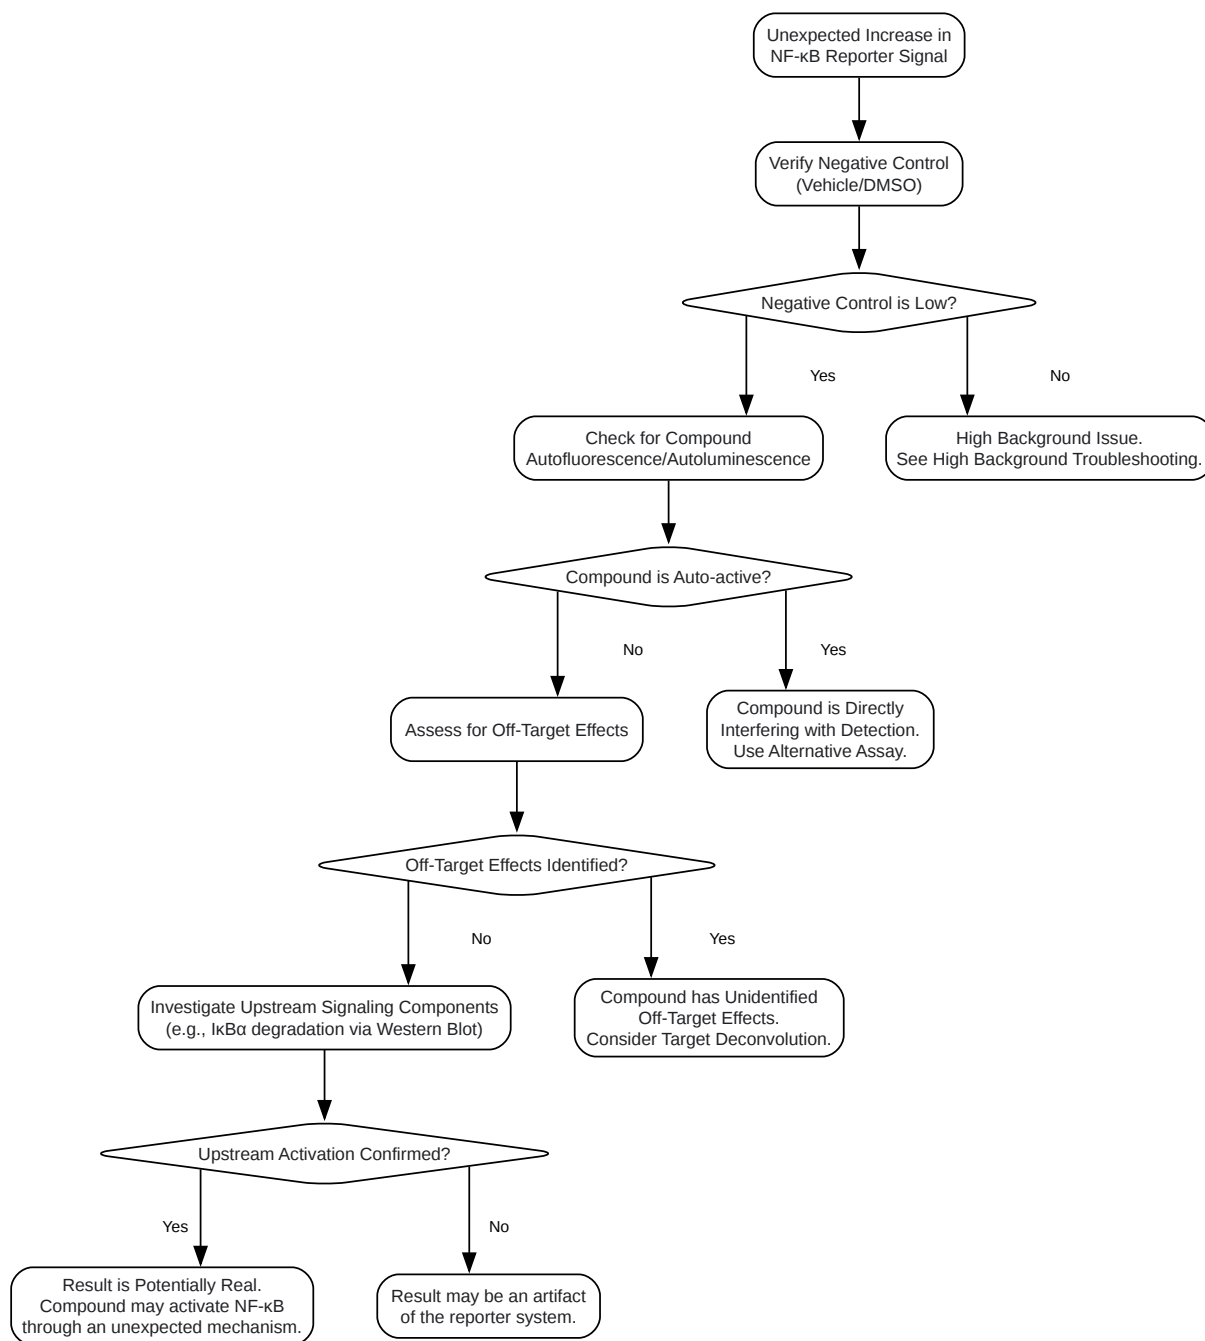 Unexpected Increase in
NF-κB Reporter Signal
Verify Negative Control
(Vehicle/DMSO)
Negative Control is Low?
Yes
No
Check for Compound
Autofluorescence/Autoluminescence
High Background Issue.
See High Background Troubleshooting.
Compound is Auto-active?
No
Yes
Assess for Off-Target Effects
Compound is Directly
Interfering with Detection.
Use Alternative Assay.
Off-Target Effects Identified?
No
Yes
Investigate Upstream Signaling Components
(e.g., IκBα degradation via Western Blot)
Compound has Unidentified
Off-Target Effects.
Consider Target Deconvolution.
Upstream Activation Confirmed?
Yes
No
Result is Potentially Real.
Compound may activate NF-κB
through an unexpected mechanism.
Result may be an artifact
of the reporter system.